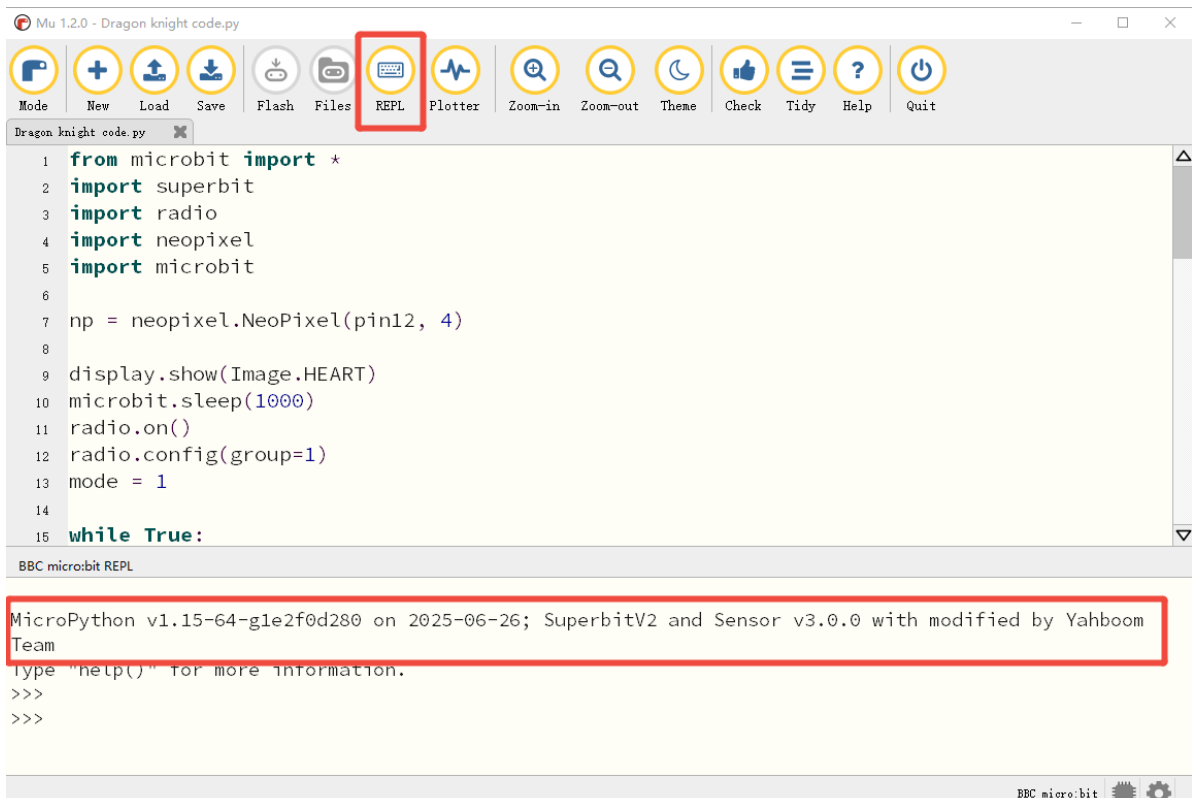 Mu 1.2.0 - Dragon knight code.py
Mode New Load Save Flash Files REPL Plotter Zoom-in Zoom-out Theme Check Tidy Help Quit
Dragon knight code.py
1 from microbit import *
2 import superbit
3 import radio
4 import neopixel
5 import microbit
6
7 np = neopixel.NeoPixel(pin12, 4)
8
9 display.show(Image.HEART)
10 microbit.sleep(1000)
11 radio.on()
12 radio.config(group=1)
13 mode = 1
14
15 while True:
BBC micro:bit REPL
MicroPython v1.15-64-g1e2f0d280 on 2025-06-26; SuperbitV2 and Sensor v3.0.0 with modified by Yahboom
Team
Type "help()" for more information.
>>>
>>>
BBC micro:bit